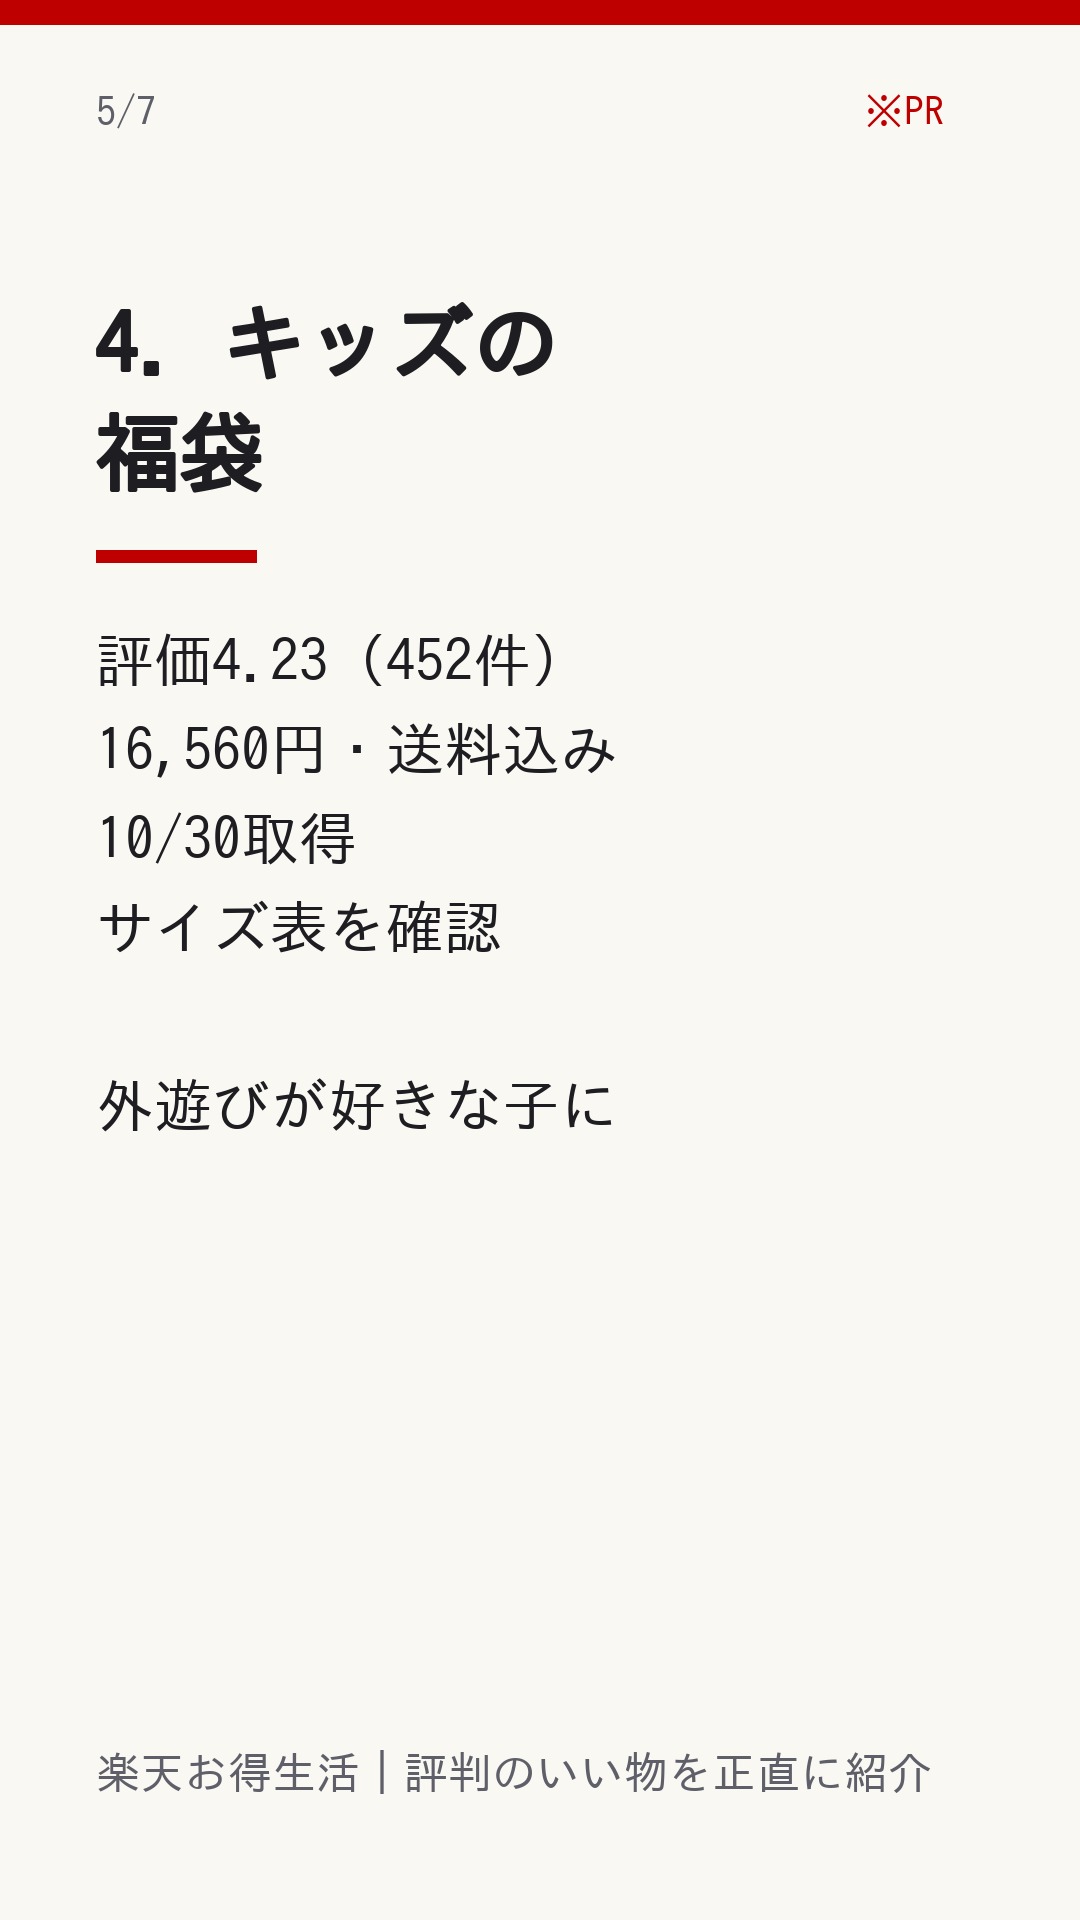 5/7
※PR
4. キッズの
福袋
評価4.23（452件）
16,560円・送料込み
10/30取得
サイズ表を確認
外遊びが好きな子に
楽天お得生活｜評判のいい物を正直に紹介